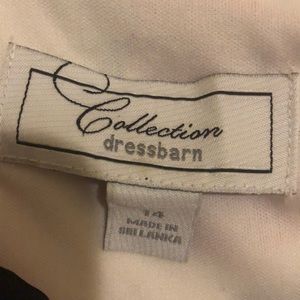 Collection
dressbarn
14
MADE IN
SRI LANKA